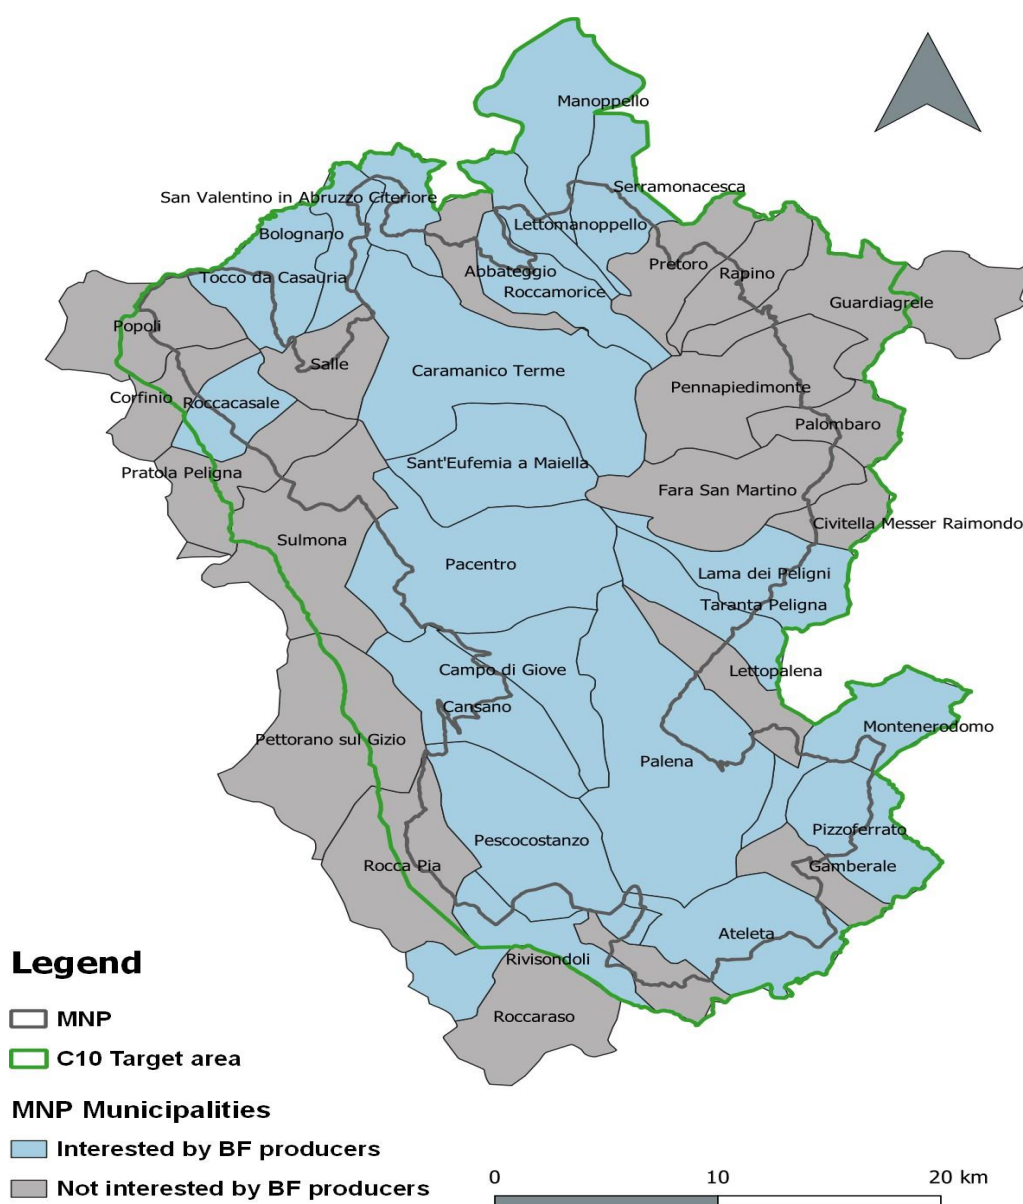 Manoppello
Serramonacesca
San Valentino in Abruzzo Citeriore
Lettomanoppello
Bolognano
Pretoro
Abbateggio
Rapino
Tocco da Casauria
Roccamorice
Guardiagrele
Popoli
Salle
Caramanico Terme
Pennapiedimonte
Corfinio
Roccacasale
Palombaro
Sant'Eufemia a Maiella
Pratola Peligna
Fara San Martino
Civitella Messer Raimondo
Sulmona
Pacentro
Lama dei Peligni
Taranta Peligna
Campo di Giove
Lettopalena
Cansano
Montenerodomo
Pettorano sul Gizio
Palena
Pizzoferrato
Pescocostanzo
Rocca Pia
Gamberale
Ateleta
Rivisondoli
Roccaraso
Legend
MNP
C10 Target area
MNP Municipalities
Interested by BF producers
Not interested by BF producers
0 10 20 km